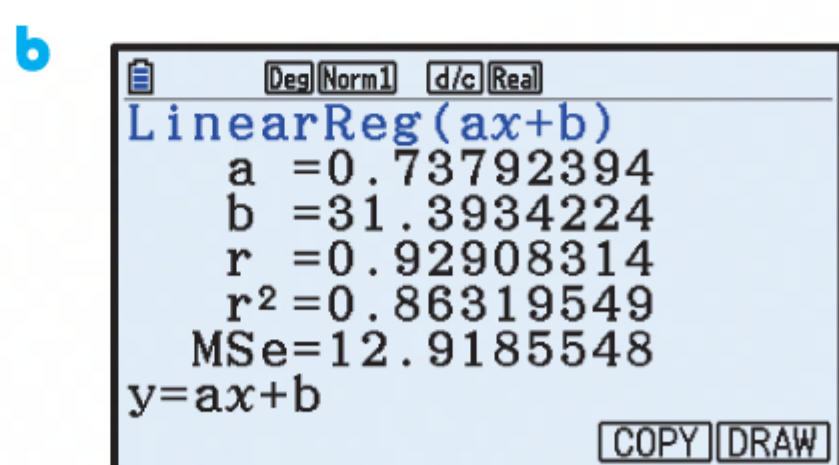 b
Deg Norm1 d/c Real
LinearReg(ax+b)
a =0.73792394
b =31.3934224
r =0.92908314
r²=0.86319549
MSe=12.9185548
y=ax+b
COPY DRAW